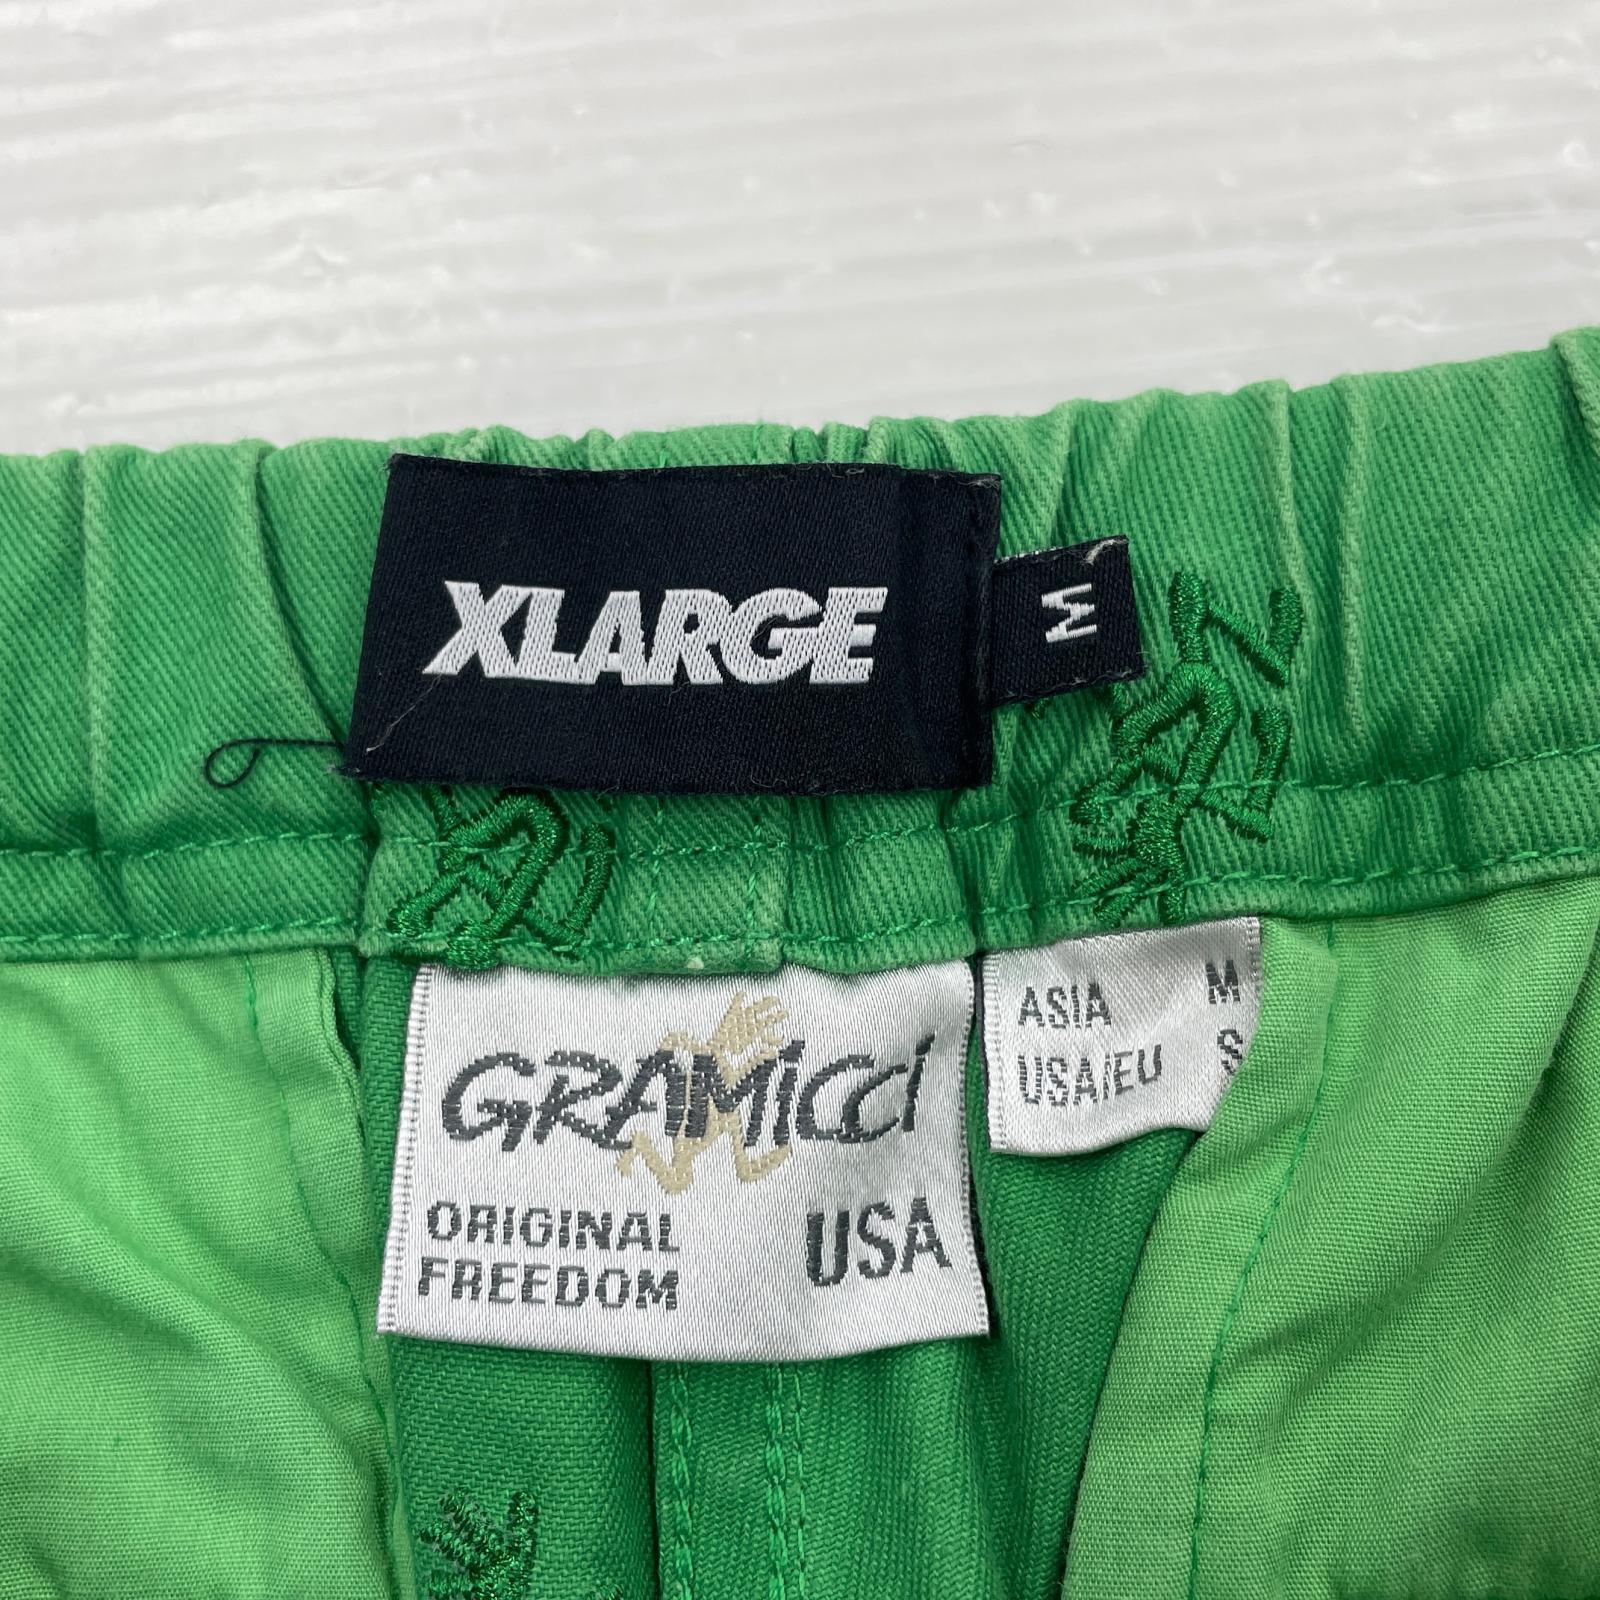 XLARGE
M
GRAMICCI
ORIGINAL
FREEDOM
USA
ASIA M
USA/EU S